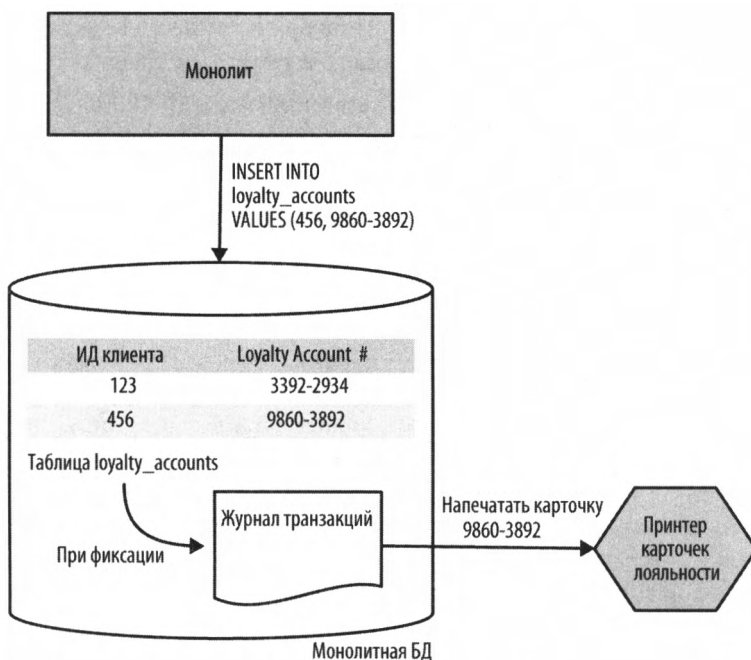 Монолит
INSERT INTO
loyalty_accounts
VALUES (456, 9860-3892)
ИД клиента Loyalty Account #
123 3392-2934
456 9860-3892
Таблица loyalty_accounts
При фиксации
Журнал транзакций
Напечатать карточку
9860-3892
Принтер
карточек
лояльности
Монолитная БД